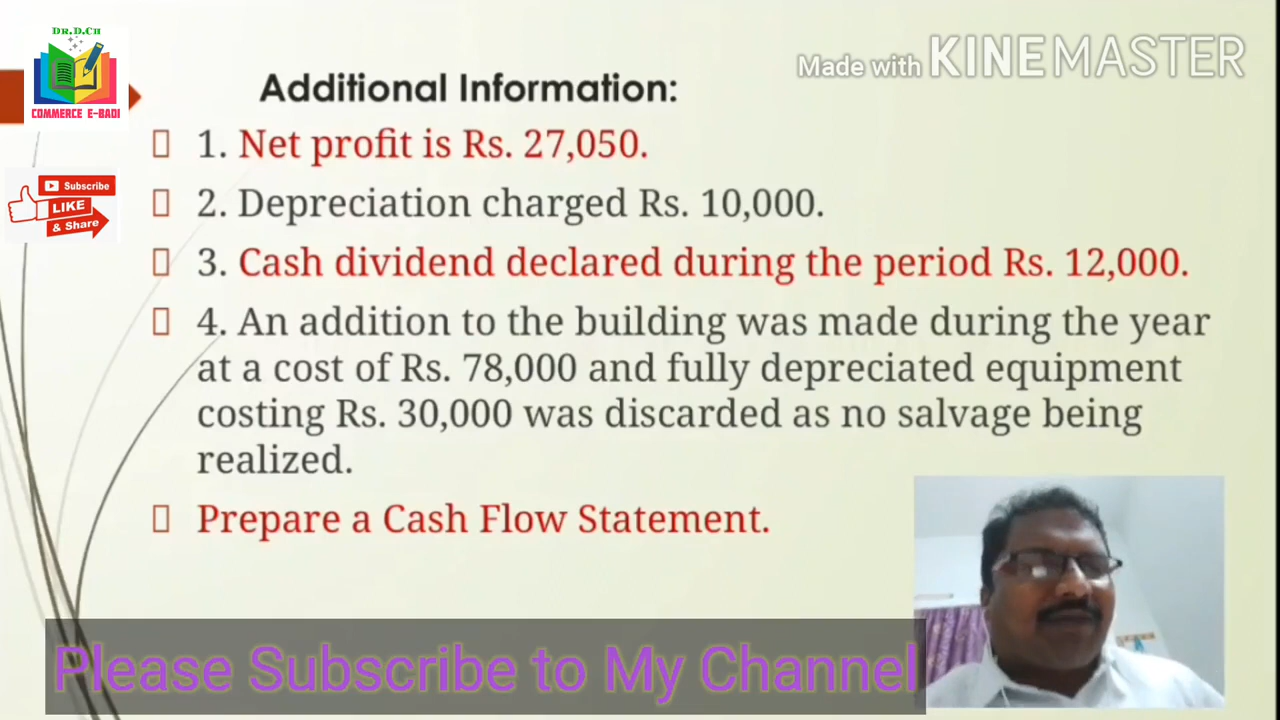 DR.D.CH
COMMERCE E-BADI
Made with KINEMASTER
Subscribe
LIKE
& Share
Additional Information:
1. Net profit is Rs. 27,050.
2. Depreciation charged Rs. 10,000.
3. Cash dividend declared during the period Rs. 12,000.
4. An addition to the building was made during the year
at a cost of Rs. 78,000 and fully depreciated equipment
costing Rs. 30,000 was discarded as no salvage being
realized.
Prepare a Cash Flow Statement.
Please Subscribe to My Channel